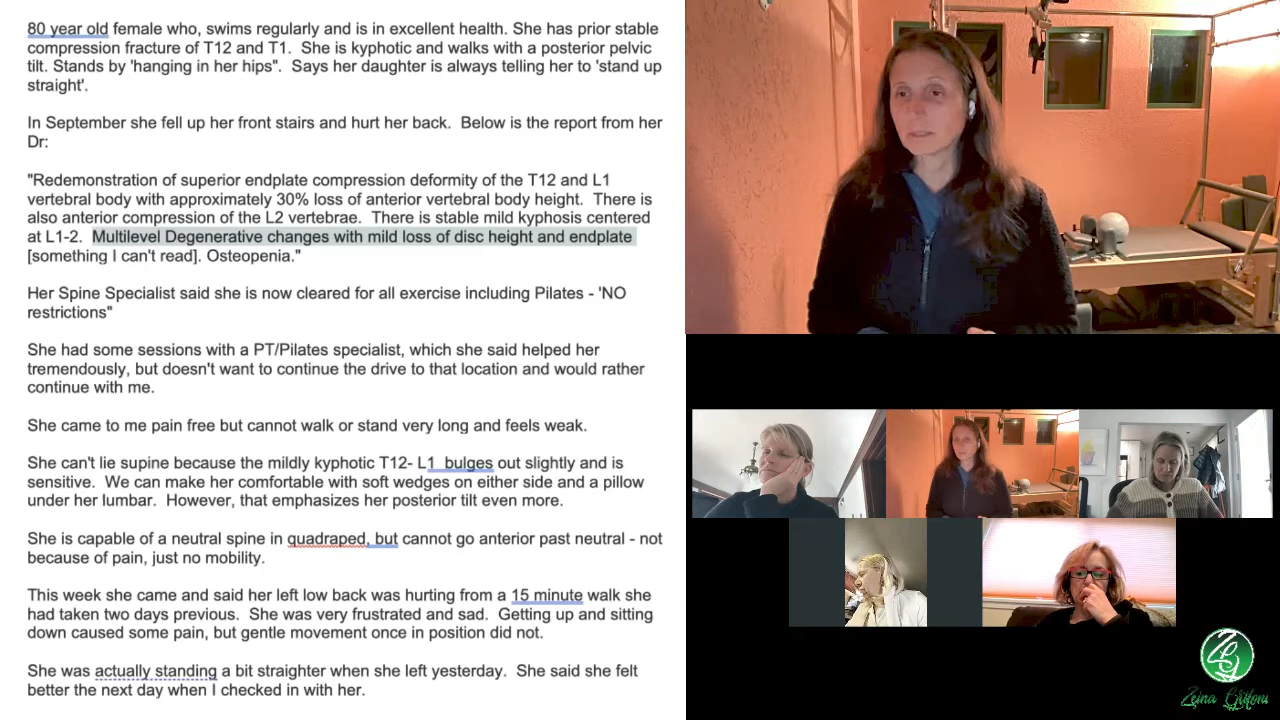 80 year old female who, swims regularly and is in excellent health. She has prior stable
compression fracture of T12 and T1.  She is kyphotic and walks with a posterior pelvic
tilt. Stands by 'hanging in her hips".  Says her daughter is always telling her to 'stand up
straight'.
In September she fell up her front stairs and hurt her back.  Below is the report from her
Dr:
"Redemonstration of superior endplate compression deformity of the T12 and L1
vertebral body with approximately 30% loss of anterior vertebral body height.  There is
also anterior compression of the L2 vertebrae.  There is stable mild kyphosis centered
at L1-2.  Multilevel Degenerative changes with mild loss of disc height and endplate
[something I can't read]. Osteopenia."
Her Spine Specialist said she is now cleared for all exercise including Pilates - 'NO
restrictions"
She had some sessions with a PT/Pilates specialist, which she said helped her
tremendously, but doesn't want to continue the drive to that location and would rather
continue with me.
She came to me pain free but cannot walk or stand very long and feels weak.
She can't lie supine because the mildly kyphotic T12- L1  bulges out slightly and is
sensitive.  We can make her comfortable with soft wedges on either side and a pillow
under her lumbar.  However, that emphasizes her posterior tilt even more.
She is capable of a neutral spine in quadraped, but cannot go anterior past neutral - not
because of pain, just no mobility.
This week she came and said her left low back was hurting from a 15 minute walk she
had taken two days previous.  She was very frustrated and sad.  Getting up and sitting
down caused some pain, but gentle movement once in position did not.
She was actually standing a bit straighter when she left yesterday.  She said she felt
better the next day when I checked in with her.
ZG
Zeina Grifoni